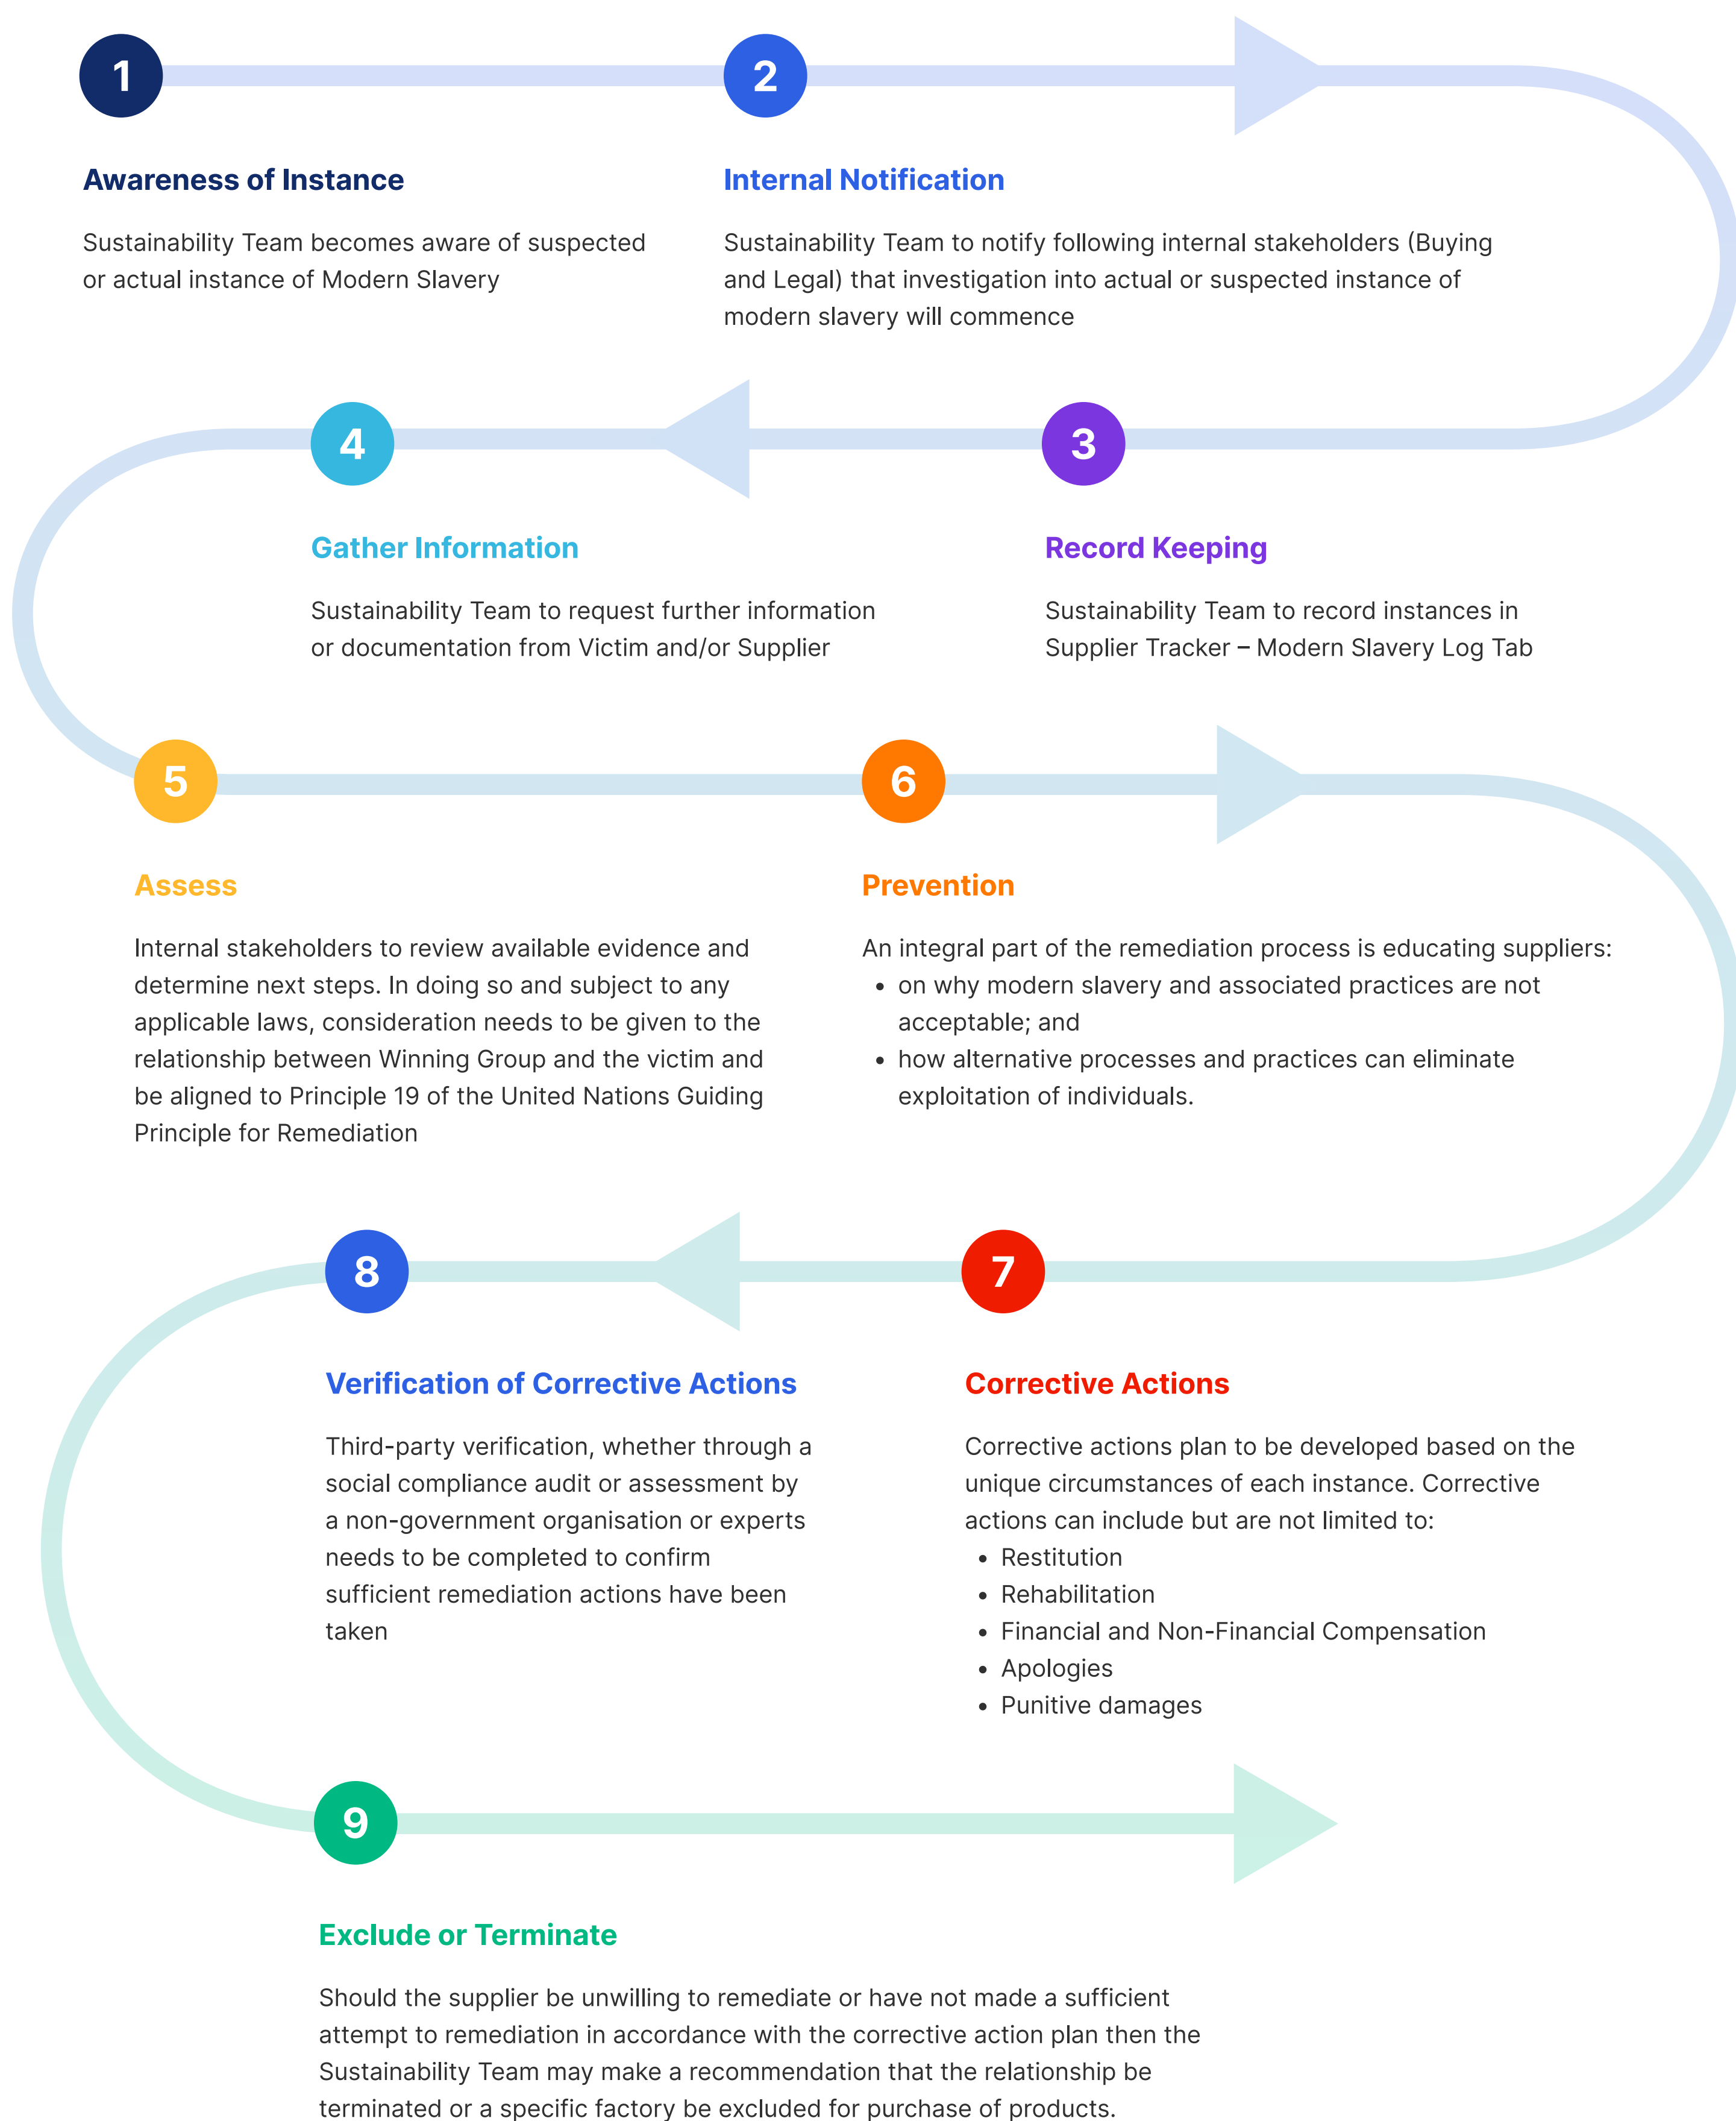 1
Awareness of Instance
Sustainability Team becomes aware of suspected
or actual instance of Modern Slavery
2
Internal Notification
Sustainability Team to notify following internal stakeholders (Buying
and Legal) that investigation into actual or suspected instance of
modern slavery will commence
3
Record Keeping
Sustainability Team to record instances in
Supplier Tracker – Modern Slavery Log Tab
4
Gather Information
Sustainability Team to request further information
or documentation from Victim and/or Supplier
5
Assess
Internal stakeholders to review available evidence and
determine next steps. In doing so and subject to any
applicable laws, consideration needs to be given to the
relationship between Winning Group and the victim and
be aligned to Principle 19 of the United Nations Guiding
Principle for Remediation
6
Prevention
An integral part of the remediation process is educating suppliers:
• on why modern slavery and associated practices are not
acceptable; and
• how alternative processes and practices can eliminate
exploitation of individuals.
7
Corrective Actions
Corrective actions plan to be developed based on the
unique circumstances of each instance. Corrective
actions can include but are not limited to:
• Restitution
• Rehabilitation
• Financial and Non-Financial Compensation
• Apologies
• Punitive damages
8
Verification of Corrective Actions
Third-party verification, whether through a
social compliance audit or assessment by
a non-government organisation or experts
needs to be completed to confirm
sufficient remediation actions have been
taken
9
Exclude or Terminate
Should the supplier be unwilling to remediate or have not made a sufficient
attempt to remediation in accordance with the corrective action plan then the
Sustainability Team may make a recommendation that the relationship be
terminated or a specific factory be excluded for purchase of products.